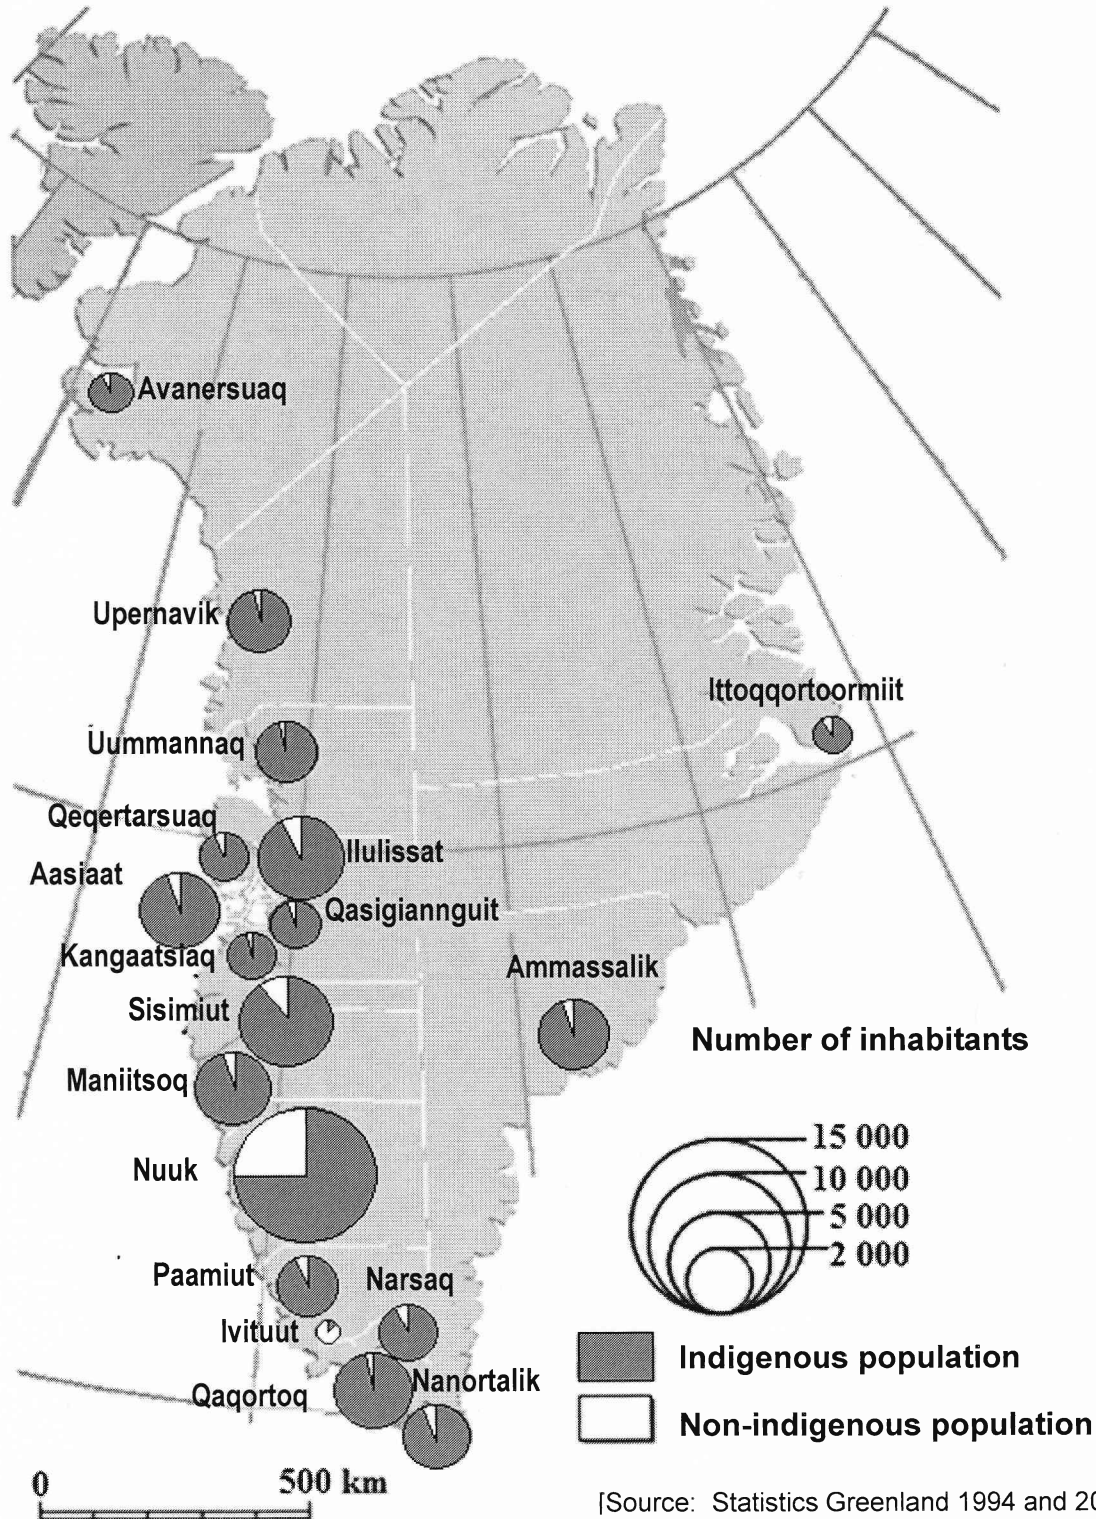 Avanersuaq
Upernavik
Ittoqqortoormiit
Uummannaq
Qeqertarsuaq
Ilulissat
Aasiaat
Qasigiannguit
Kangaatsiaq
Ammassalik
Sisimiut
Number of inhabitants
Maniitsoq
15 000
Nuuk
10 000
5 000
2 000
Paamiut
Narsaq
Ivituut
Indigenous population
Qaqortoq
Nanortalik
Non-indigenous population
0
500 km
[Source: Statistics Greenland 1994 and 20